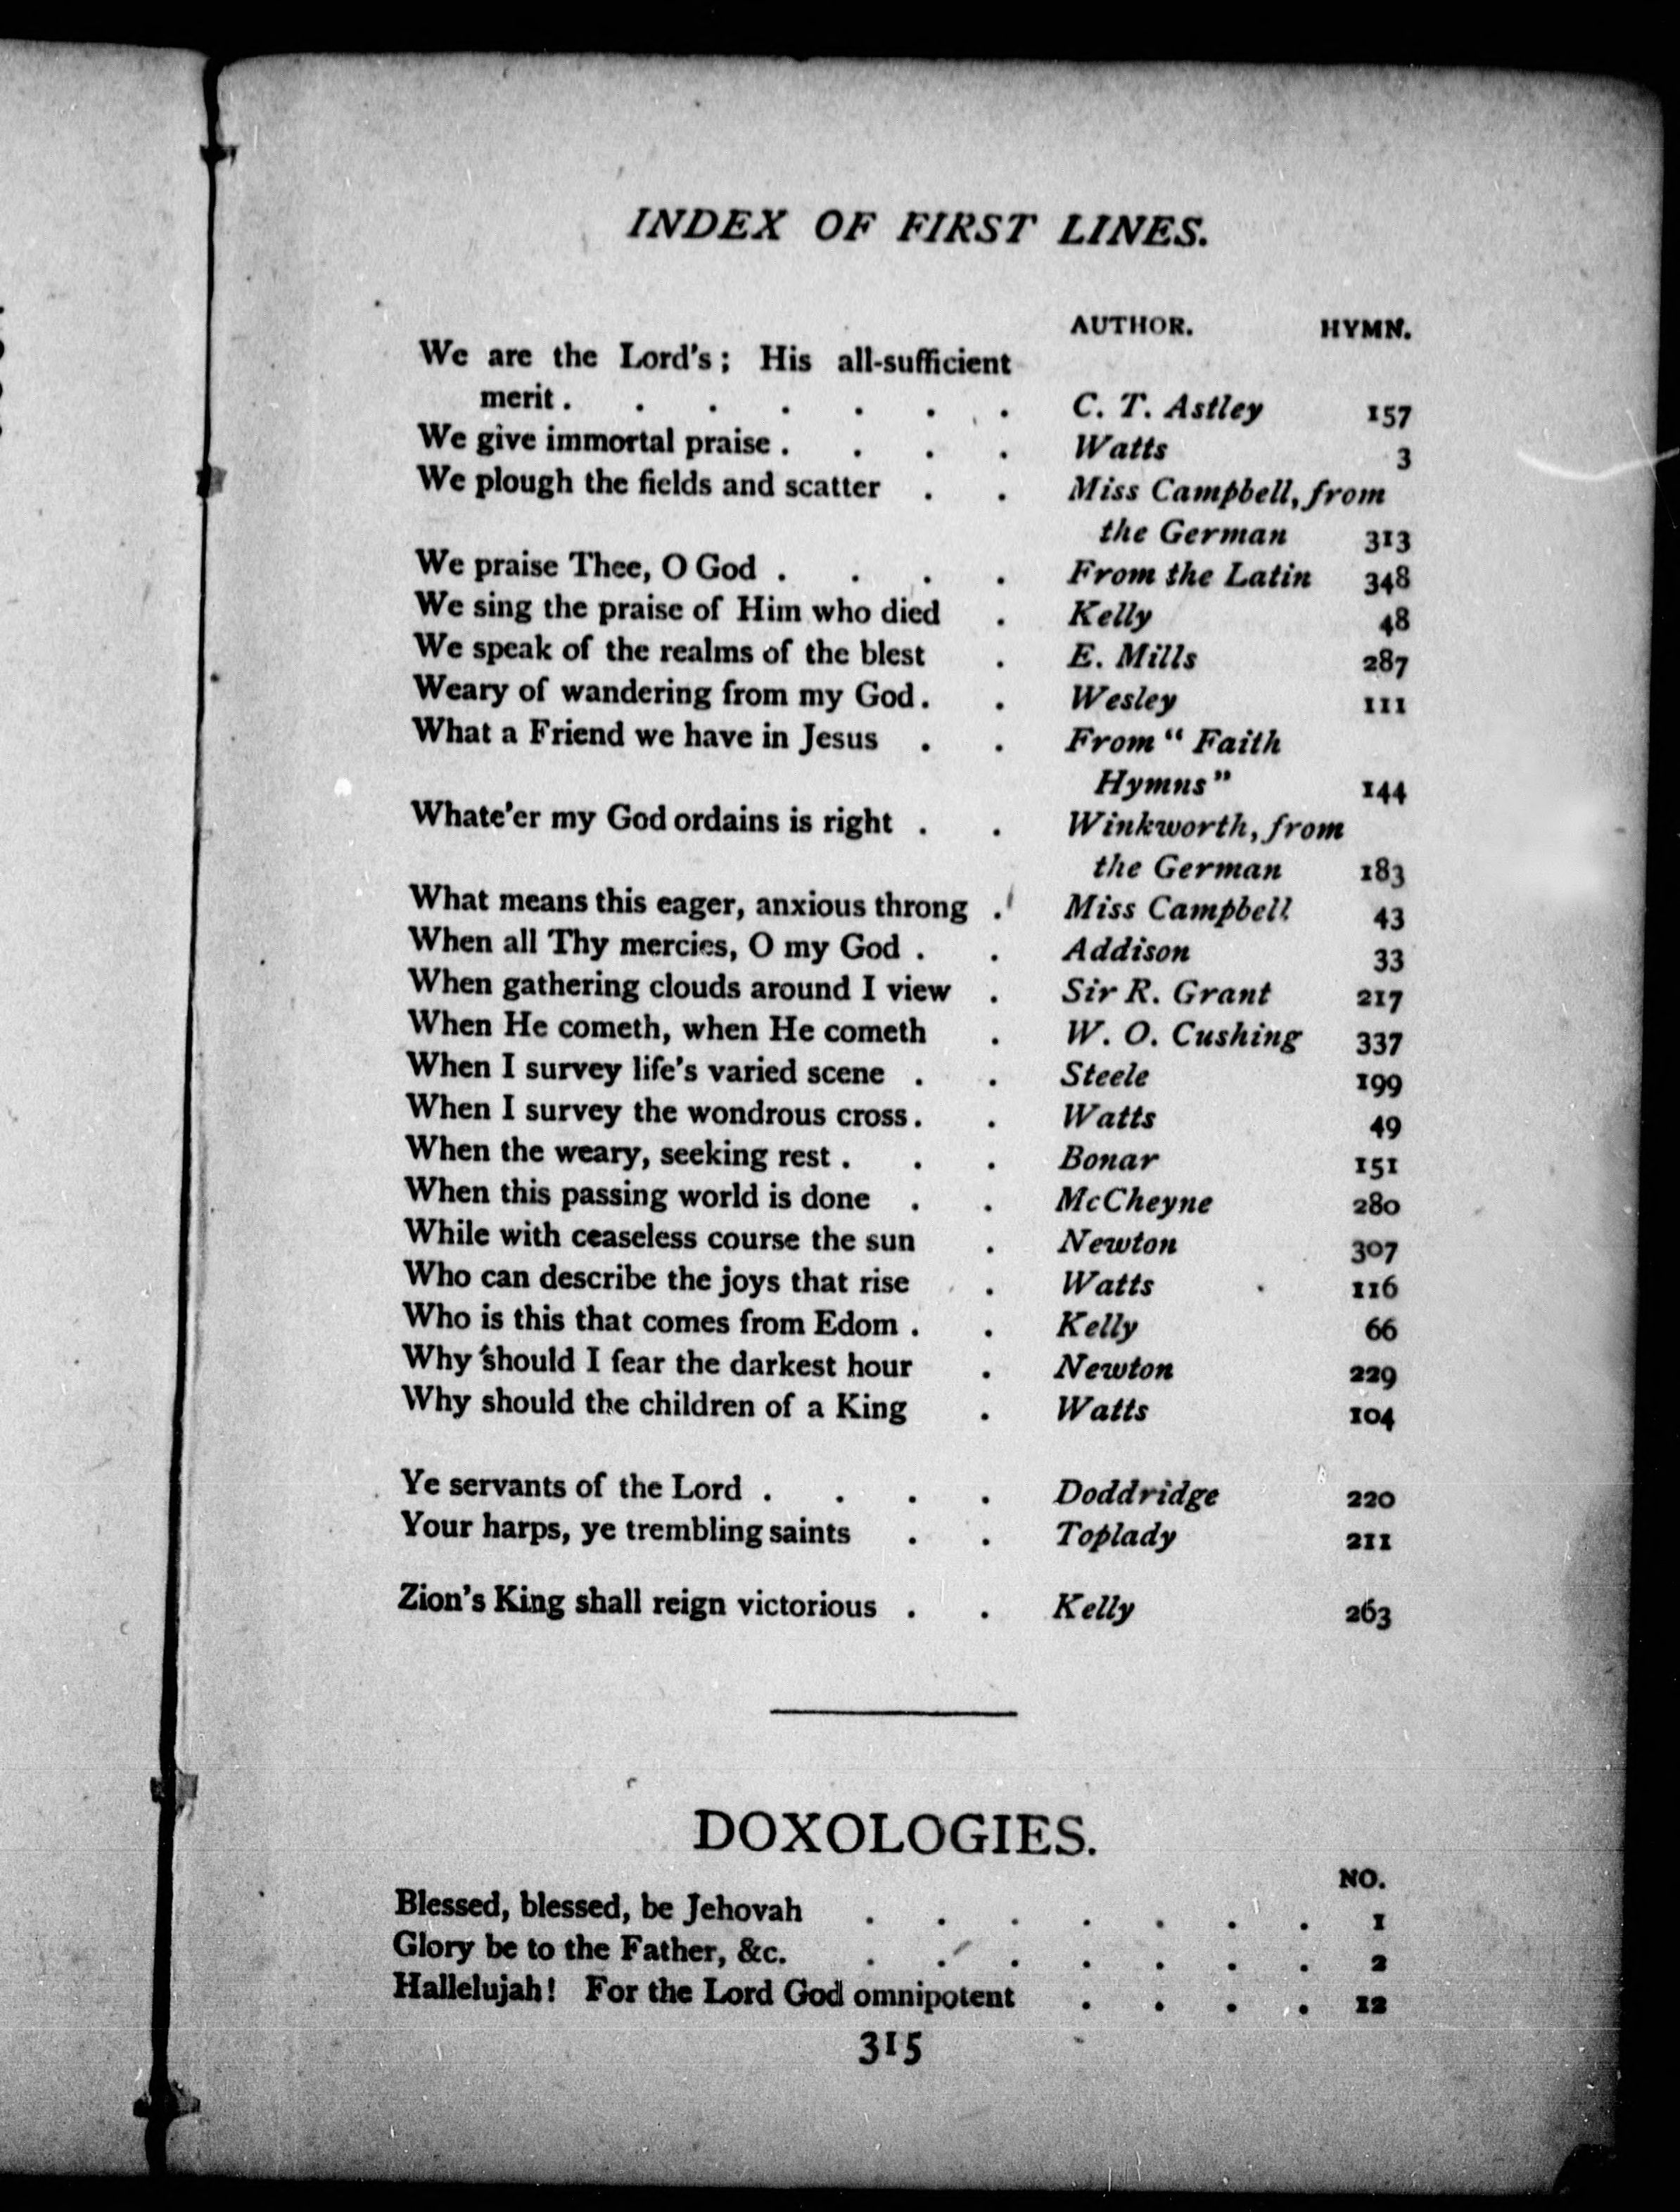 INDEX OF FIRST LINES.
AUTHOR. HYMN.
We are the Lord's; His all-sufficient
merit . . . . . . . C. T. Astley 157
We give immortal praise . . . . Watts 3
We plough the fields and scatter . . Miss Campbell, from
the German 313
We praise Thee, O God . . . . From the Latin 348
We sing the praise of Him who died . Kelly 48
We speak of the realms of the blest . E. Mills 287
Weary of wandering from my God . . Wesley 111
What a Friend we have in Jesus . . From "Faith
Hymns" 144
Whate'er my God ordains is right . . Winkworth, from
the German 183
What means this eager, anxious throng . Miss Campbell 43
When all Thy mercies, O my God . . Addison 33
When gathering clouds around I view . Sir R. Grant 217
When He cometh, when He cometh . W. O. Cushing 337
When I survey life's varied scene . . Steele 199
When I survey the wondrous cross . . Watts 49
When the weary, seeking rest . . . Bonar 151
When this passing world is done . . McCheyne 280
While with ceaseless course the sun . Newton 307
Who can describe the joys that rise . Watts 116
Who is this that comes from Edom . . Kelly 66
Why should I fear the darkest hour . Newton 229
Why should the children of a King . Watts 104
Ye servants of the Lord . . . . Doddridge 220
Your harps, ye trembling saints . . Toplady 211
Zion's King shall reign victorious . . Kelly 263
DOXOLOGIES.
NO.
Blessed, blessed, be Jehovah . . . . . . . 1
Glory be to the Father, &c. . . . . . . . 2
Hallelujah! For the Lord God omnipotent . . . . 12
315